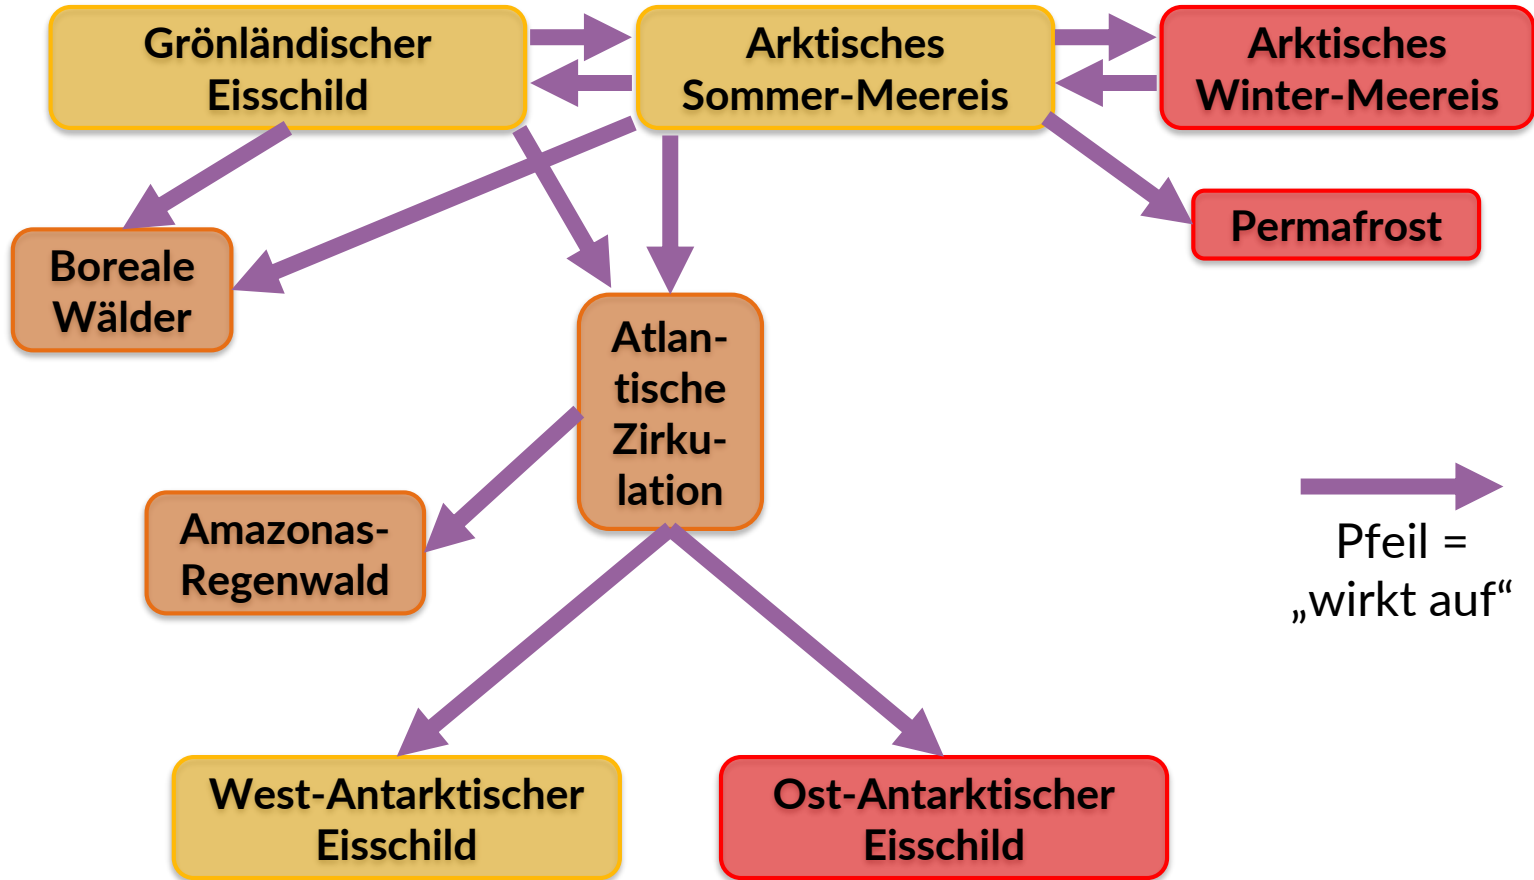 Grönländischer
Eisschild
Arktisches
Sommer-Meereis
Arktisches
Winter-Meereis
Permafrost
Boreale
Wälder
Atlan-
tische
Zirku-
lation
Amazonas-
Regenwald
Pfeil =
„wirkt auf“
West-Antarktischer
Eisschild
Ost-Antarktischer
Eisschild